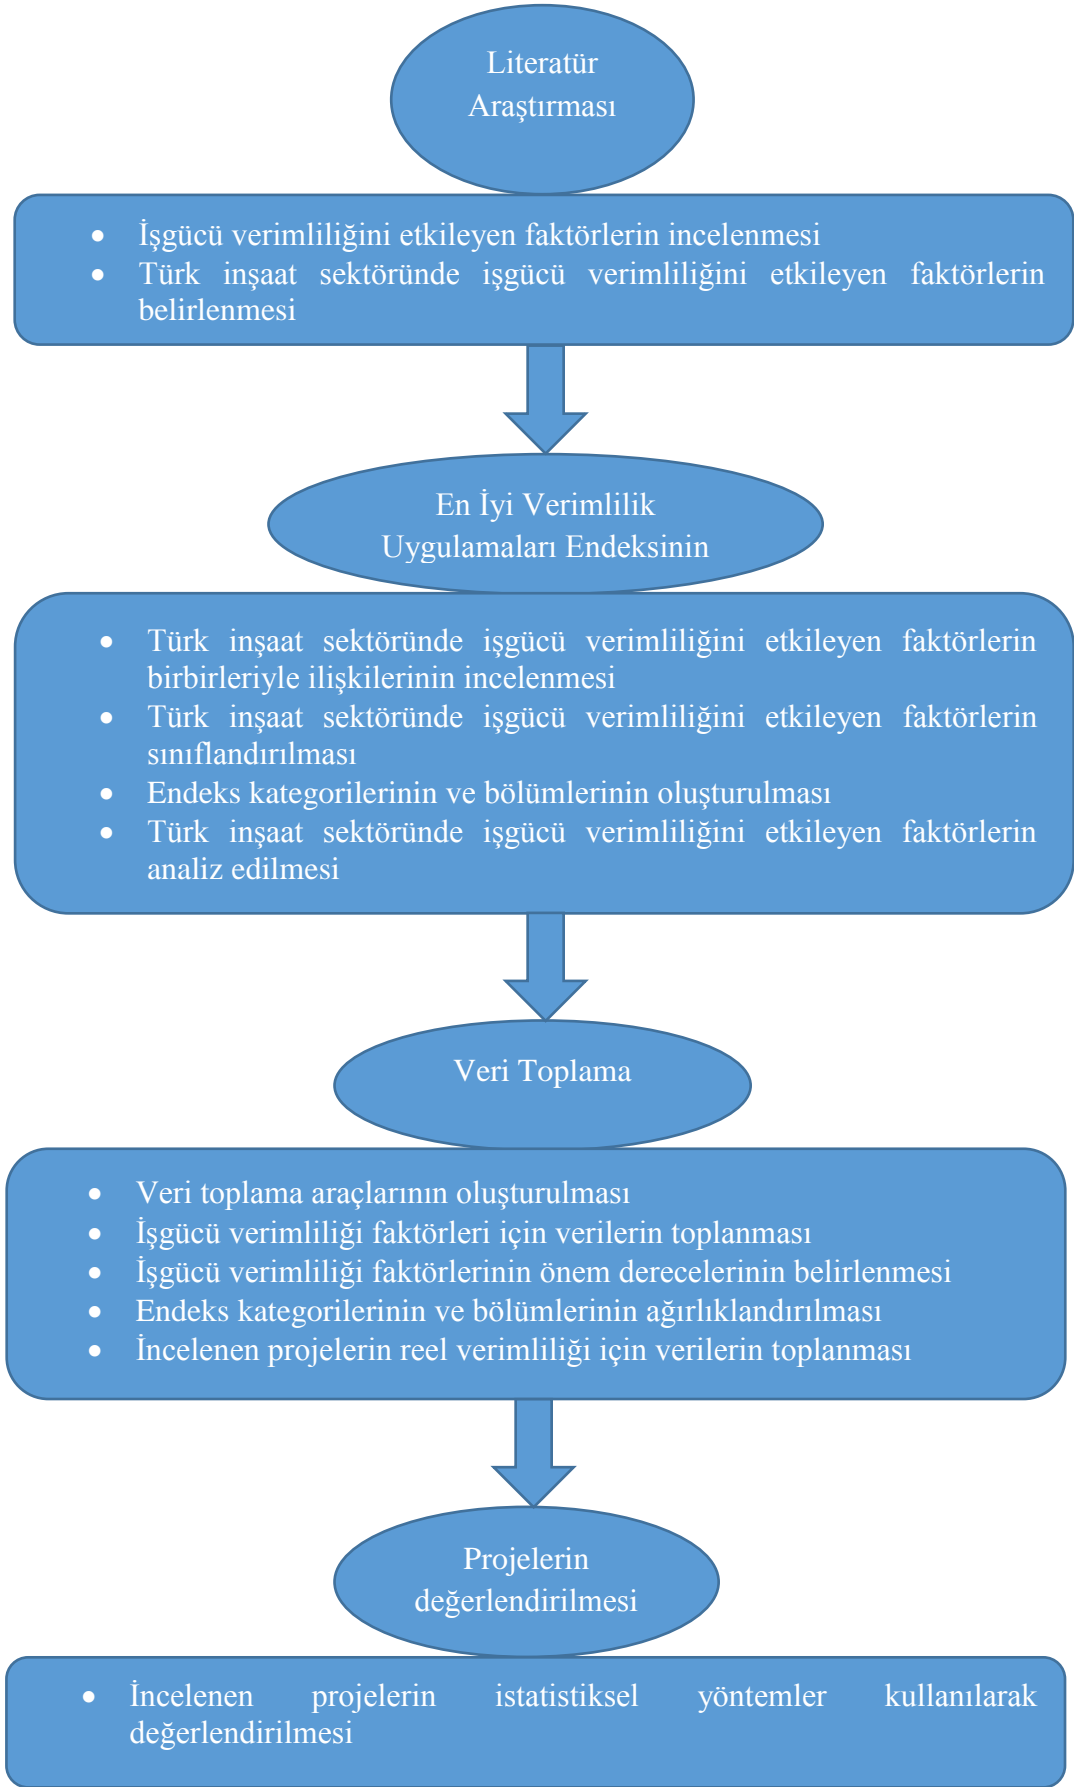 Literatür
Araştırması
• İşgücü verimliliğini etkileyen faktörlerin incelenmesi
• Türk inşaat sektöründe işgücü verimliliğini etkileyen faktörlerin
belirlenmesi
En İyi Verimlilik
Uygulamaları Endeksinin
• Türk inşaat sektöründe işgücü verimliliğini etkileyen faktörlerin
birbirleriyle ilişkilerinin incelenmesi
• Türk inşaat sektöründe işgücü verimliliğini etkileyen faktörlerin
sınıflandırılması
• Endeks kategorilerinin ve bölümlerinin oluşturulması
• Türk inşaat sektöründe işgücü verimliliğini etkileyen faktörlerin
analiz edilmesi
Veri Toplama
• Veri toplama araçlarının oluşturulması
• İşgücü verimliliği faktörleri için verilerin toplanması
• İşgücü verimliliği faktörlerinin önem derecelerinin belirlenmesi
• Endeks kategorilerinin ve bölümlerinin ağırlıklandırılması
• İncelenen projelerin reel verimliliği için verilerin toplanması
Projelerin
değerlendirilmesi
• İncelenen projelerin istatistiksel yöntemler kullanılarak
değerlendirilmesi